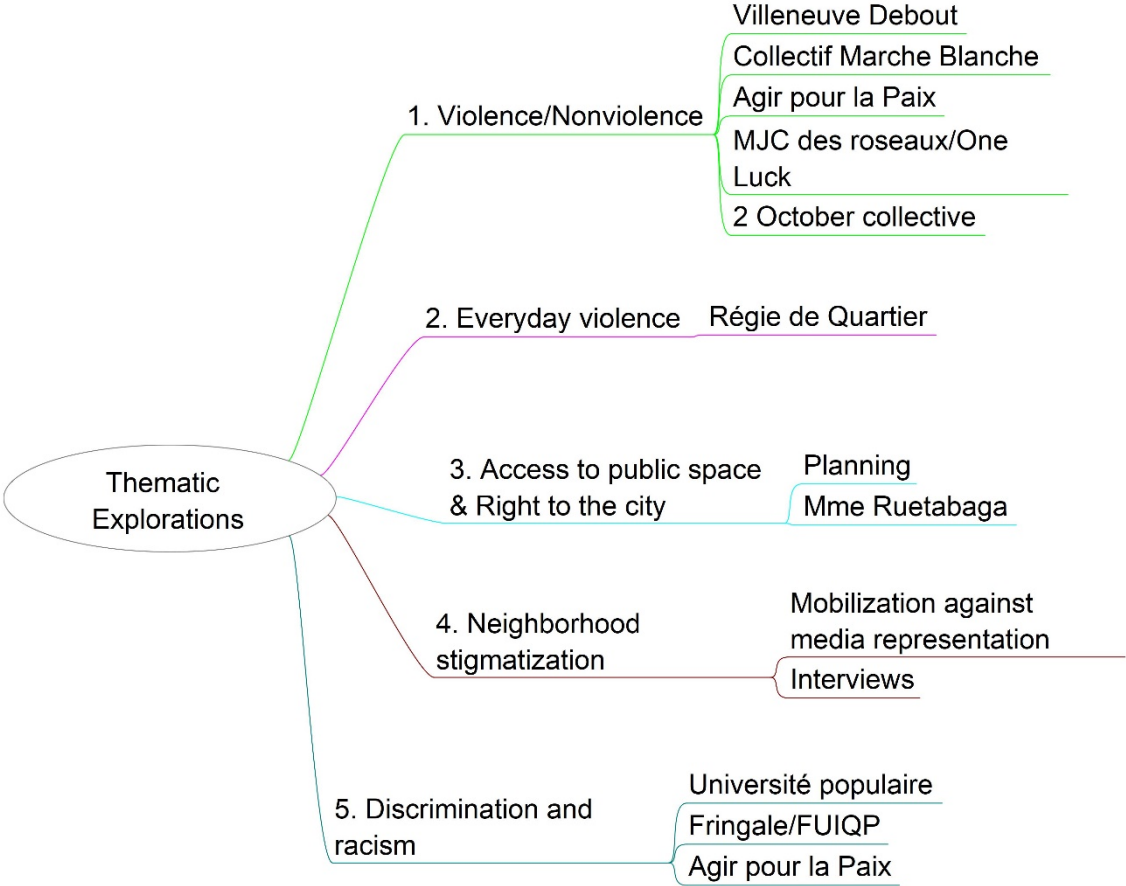 Thematic
Explorations
1. Violence/Nonviolence
Villeneuve Debout
Collectif Marche Blanche
Agir pour la Paix
MJC des roseaux/One
Luck
2 October collective
2. Everyday violence
Régie de Quartier
3. Access to public space
& Right to the city
Planning
Mme Ruetabaga
4. Neighborhood
stigmatization
Mobilization against
media representation
Interviews
5. Discrimination and
racism
Université populaire
Fringale/FUIQP
Agir pour la Paix